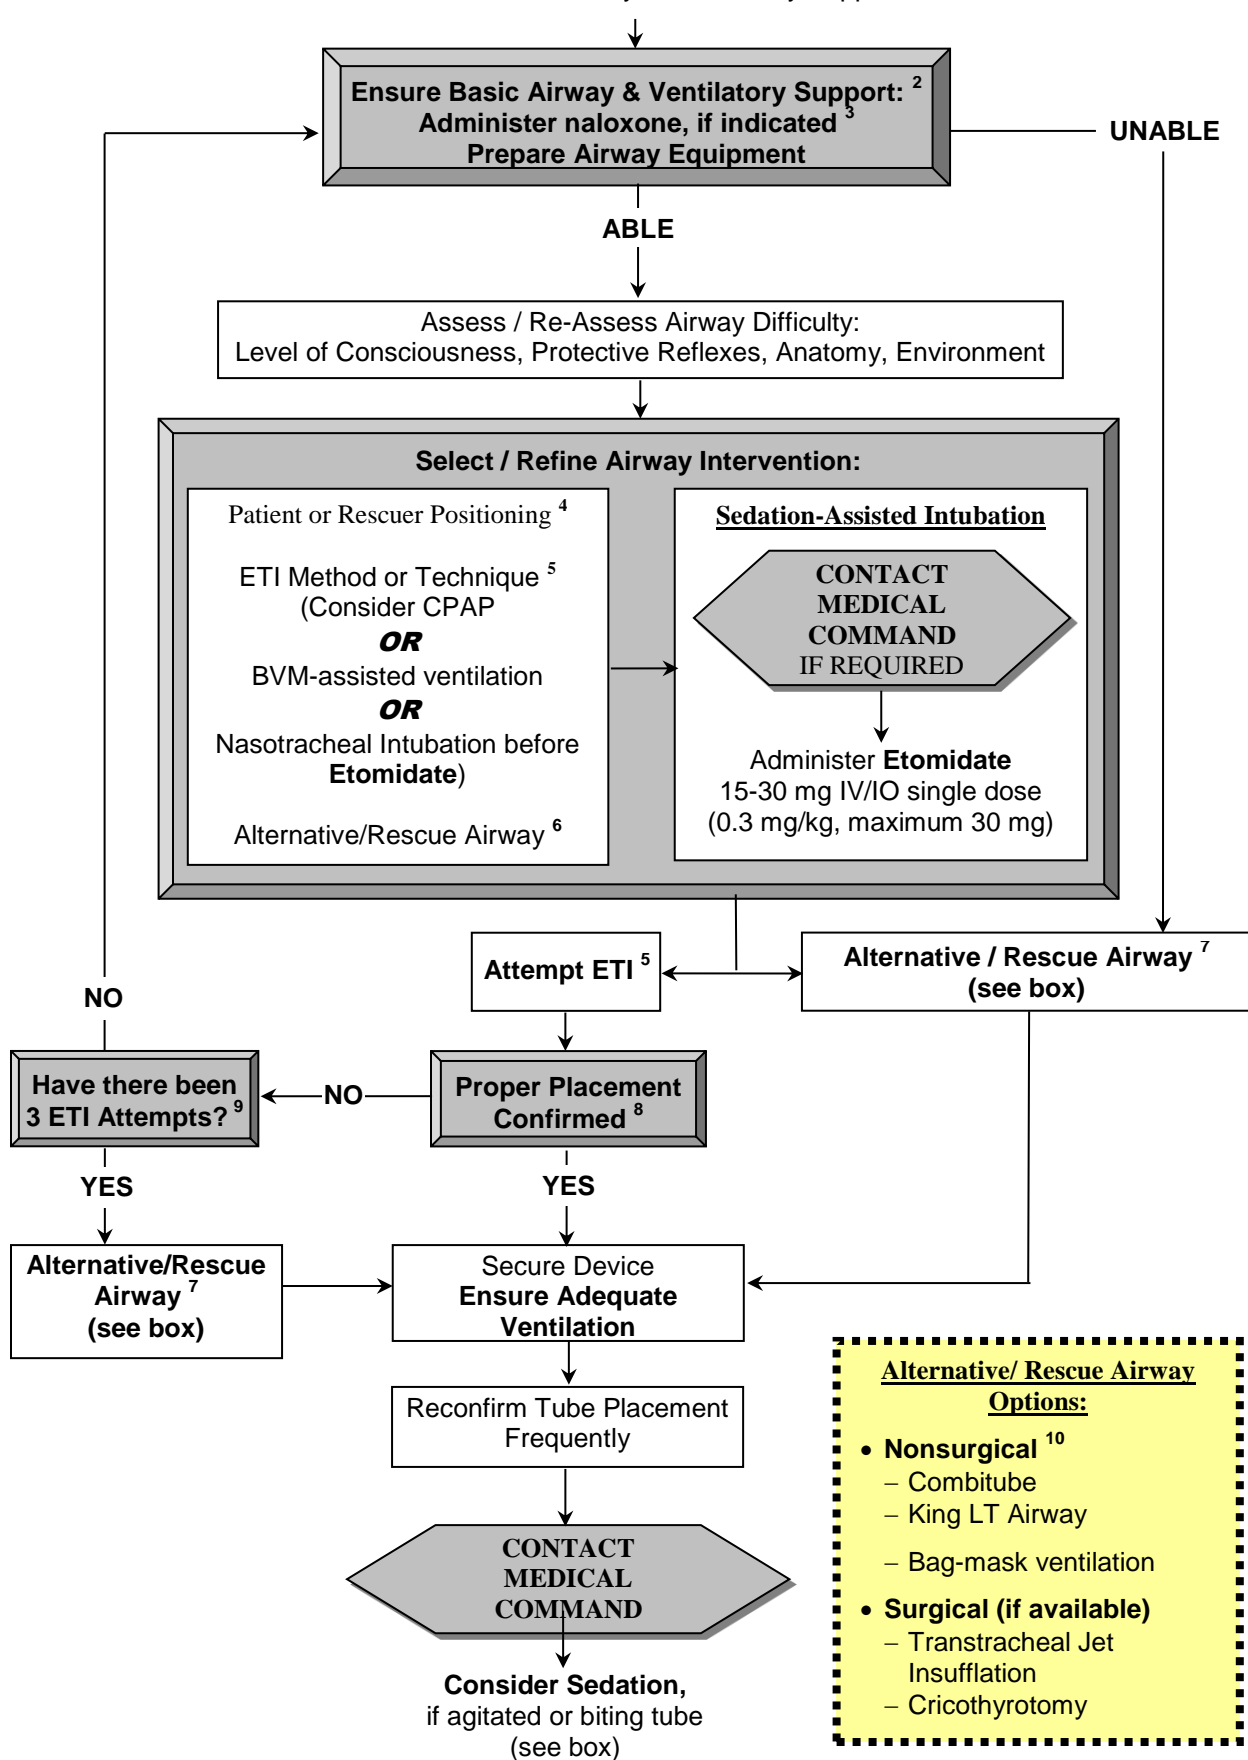 Ensure Basic Airway & Ventilatory Support: 2
Administer naloxone, if indicated 3
Prepare Airway Equipment
UNABLE
ABLE
Assess / Re-Assess Airway Difficulty:
Level of Consciousness, Protective Reflexes, Anatomy, Environment
Select / Refine Airway Intervention:
Patient or Rescuer Positioning 4
ETI Method or Technique 5
(Consider CPAP
OR
BVM-assisted ventilation
OR
Nasotracheal Intubation before
Etomidate)
Alternative/Rescue Airway 6
Sedation-Assisted Intubation
CONTACT
MEDICAL
COMMAND
IF REQUIRED
Administer Etomidate
15-30 mg IV/IO single dose
(0.3 mg/kg, maximum 30 mg)
Attempt ETI 5
Alternative / Rescue Airway 7
(see box)
NO
Have there been
3 ETI Attempts? 9
NO
Proper Placement
Confirmed 8
YES
YES
Alternative/Rescue
Airway 7
(see box)
Secure Device
Ensure Adequate
Ventilation
Reconfirm Tube Placement
Frequently
CONTACT
MEDICAL
COMMAND
Consider Sedation,
if agitated or biting tube
(see box)
Alternative/ Rescue Airway
Options:
• Nonsurgical 10
– Combitube
– King LT Airway
– Bag-mask ventilation
• Surgical (if available)
– Transtracheal Jet
Insufflation
– Cricothyrotomy